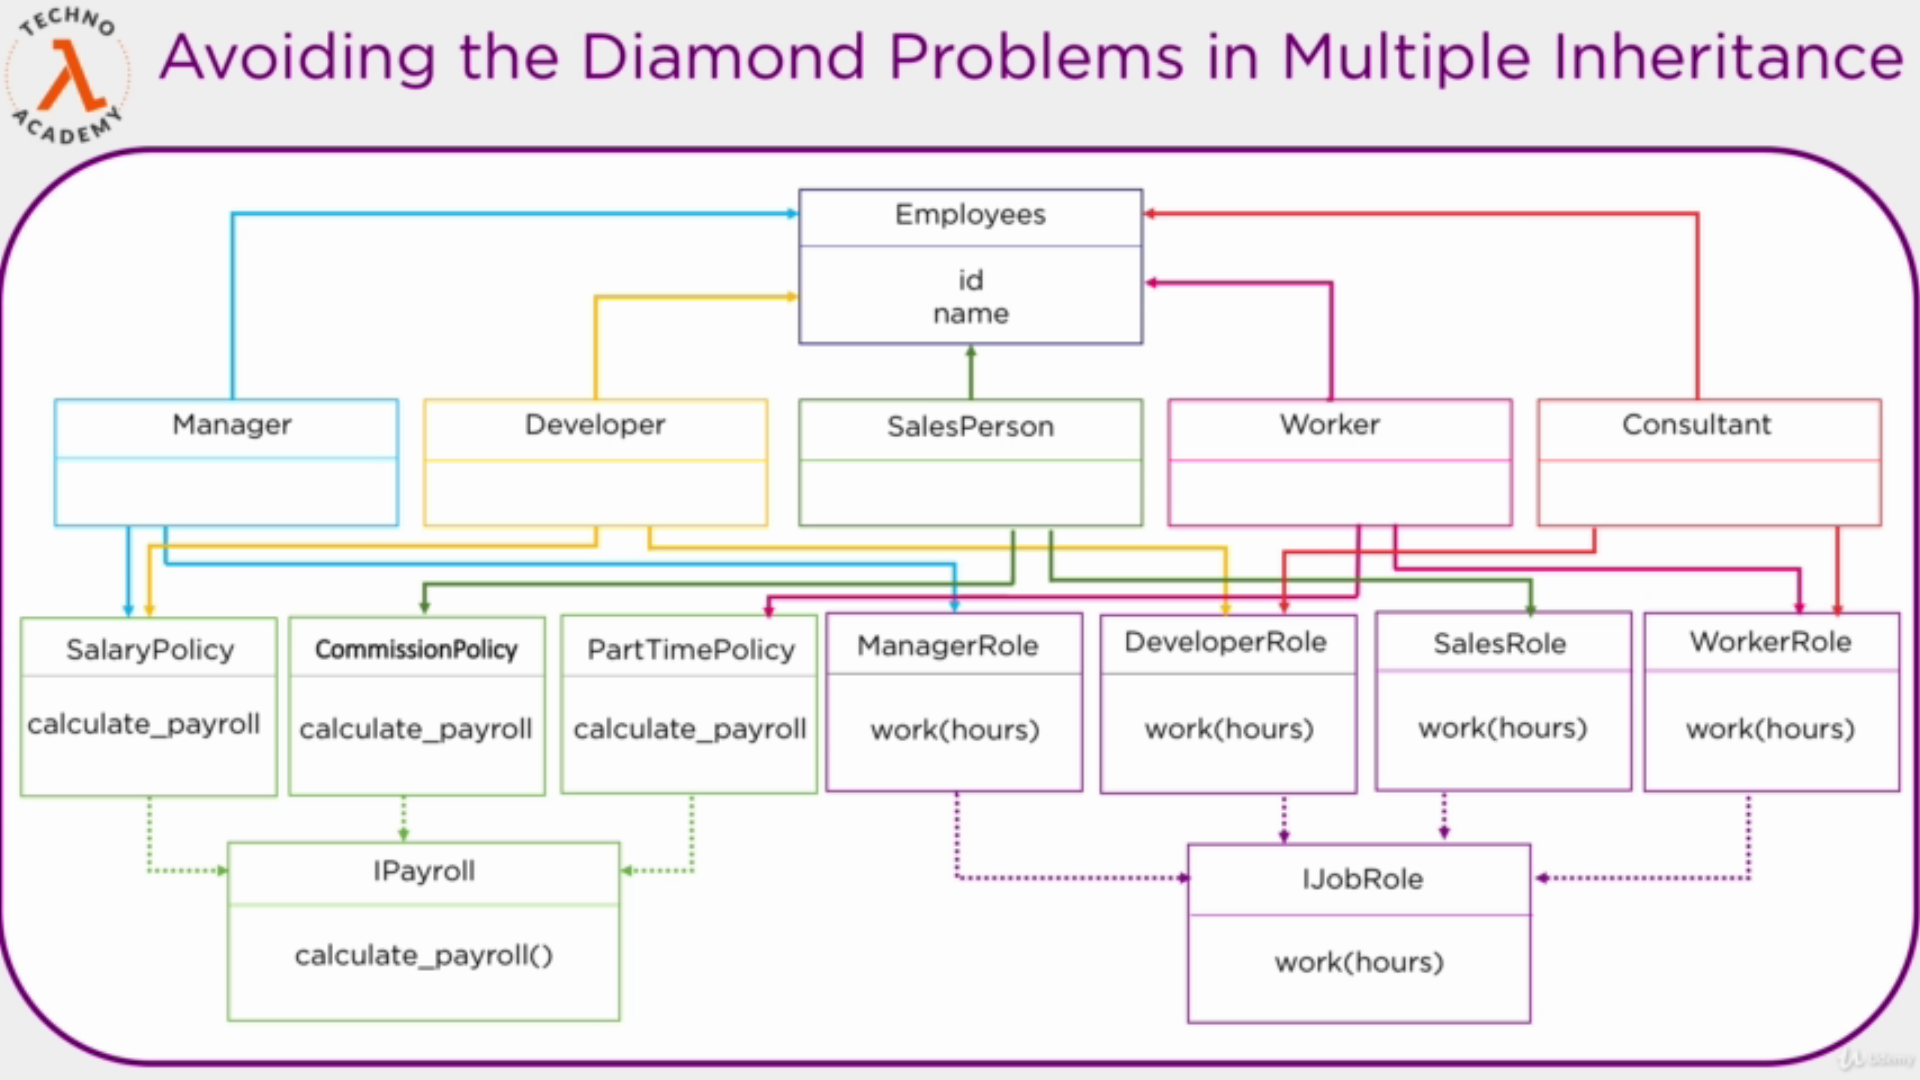 TECHNO
ACADEMY
Avoiding the Diamond Problems in Multiple Inheritance
Employees
id
name
Manager
Developer
SalesPerson
Worker
Consultant
SalaryPolicy
calculate_payroll
CommissionPolicy
calculate_payroll
PartTimePolicy
calculate_payroll
ManagerRole
work(hours)
DeveloperRole
work(hours)
SalesRole
work(hours)
WorkerRole
work(hours)
IPayroll
calculate_payroll()
IJobRole
work(hours)
Udemy